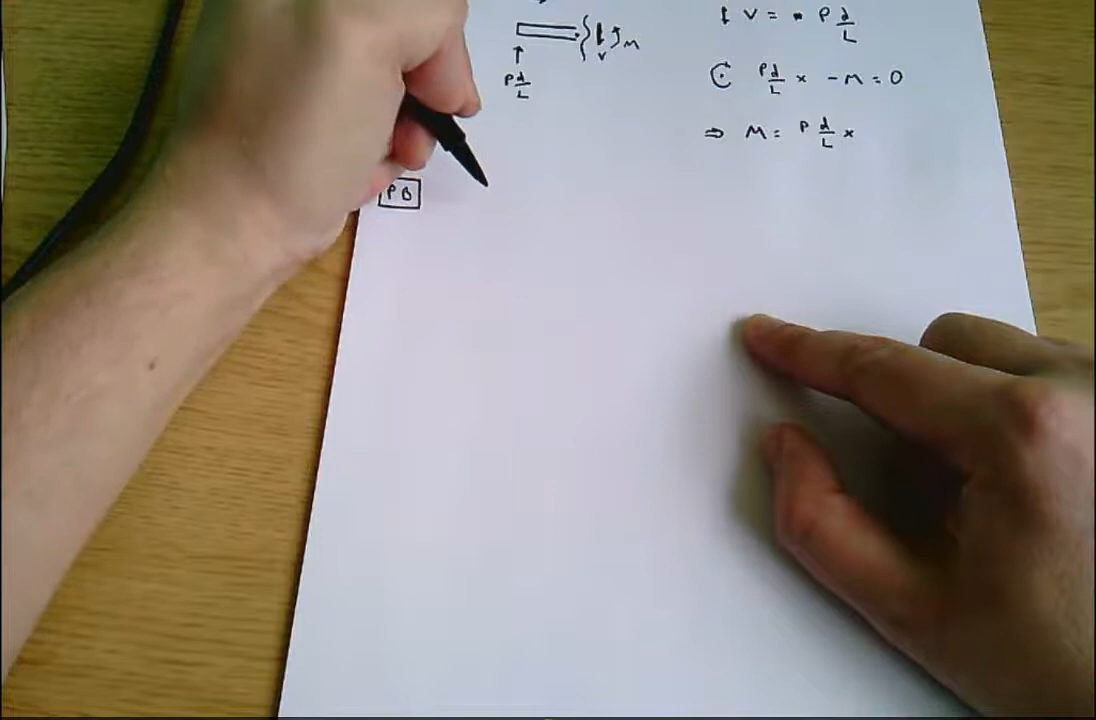 ↓ V = P d/L
V M
P d/L
P d/L x - M = 0
⇒ M = P d/L x
PB